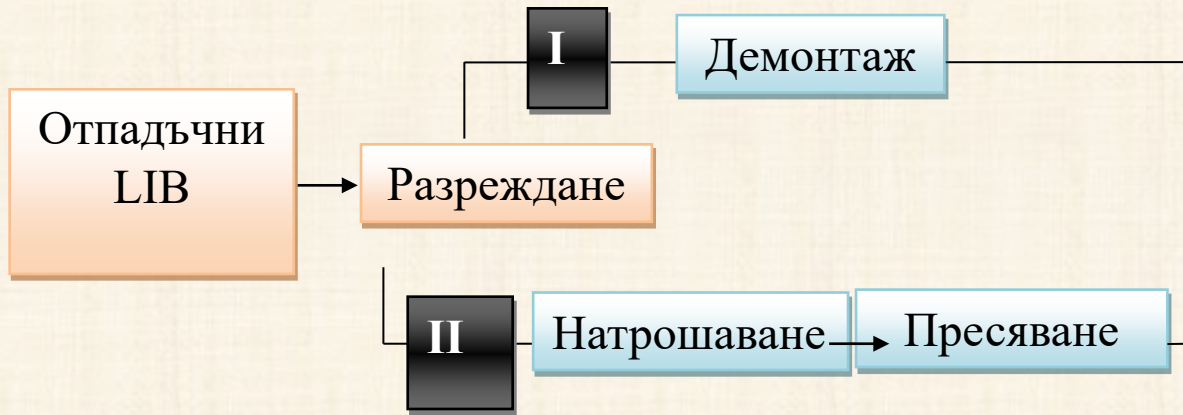 I
Демонтаж
Отпадъчни
LIB
Разреждане
II
Натрошаване
Пресяване